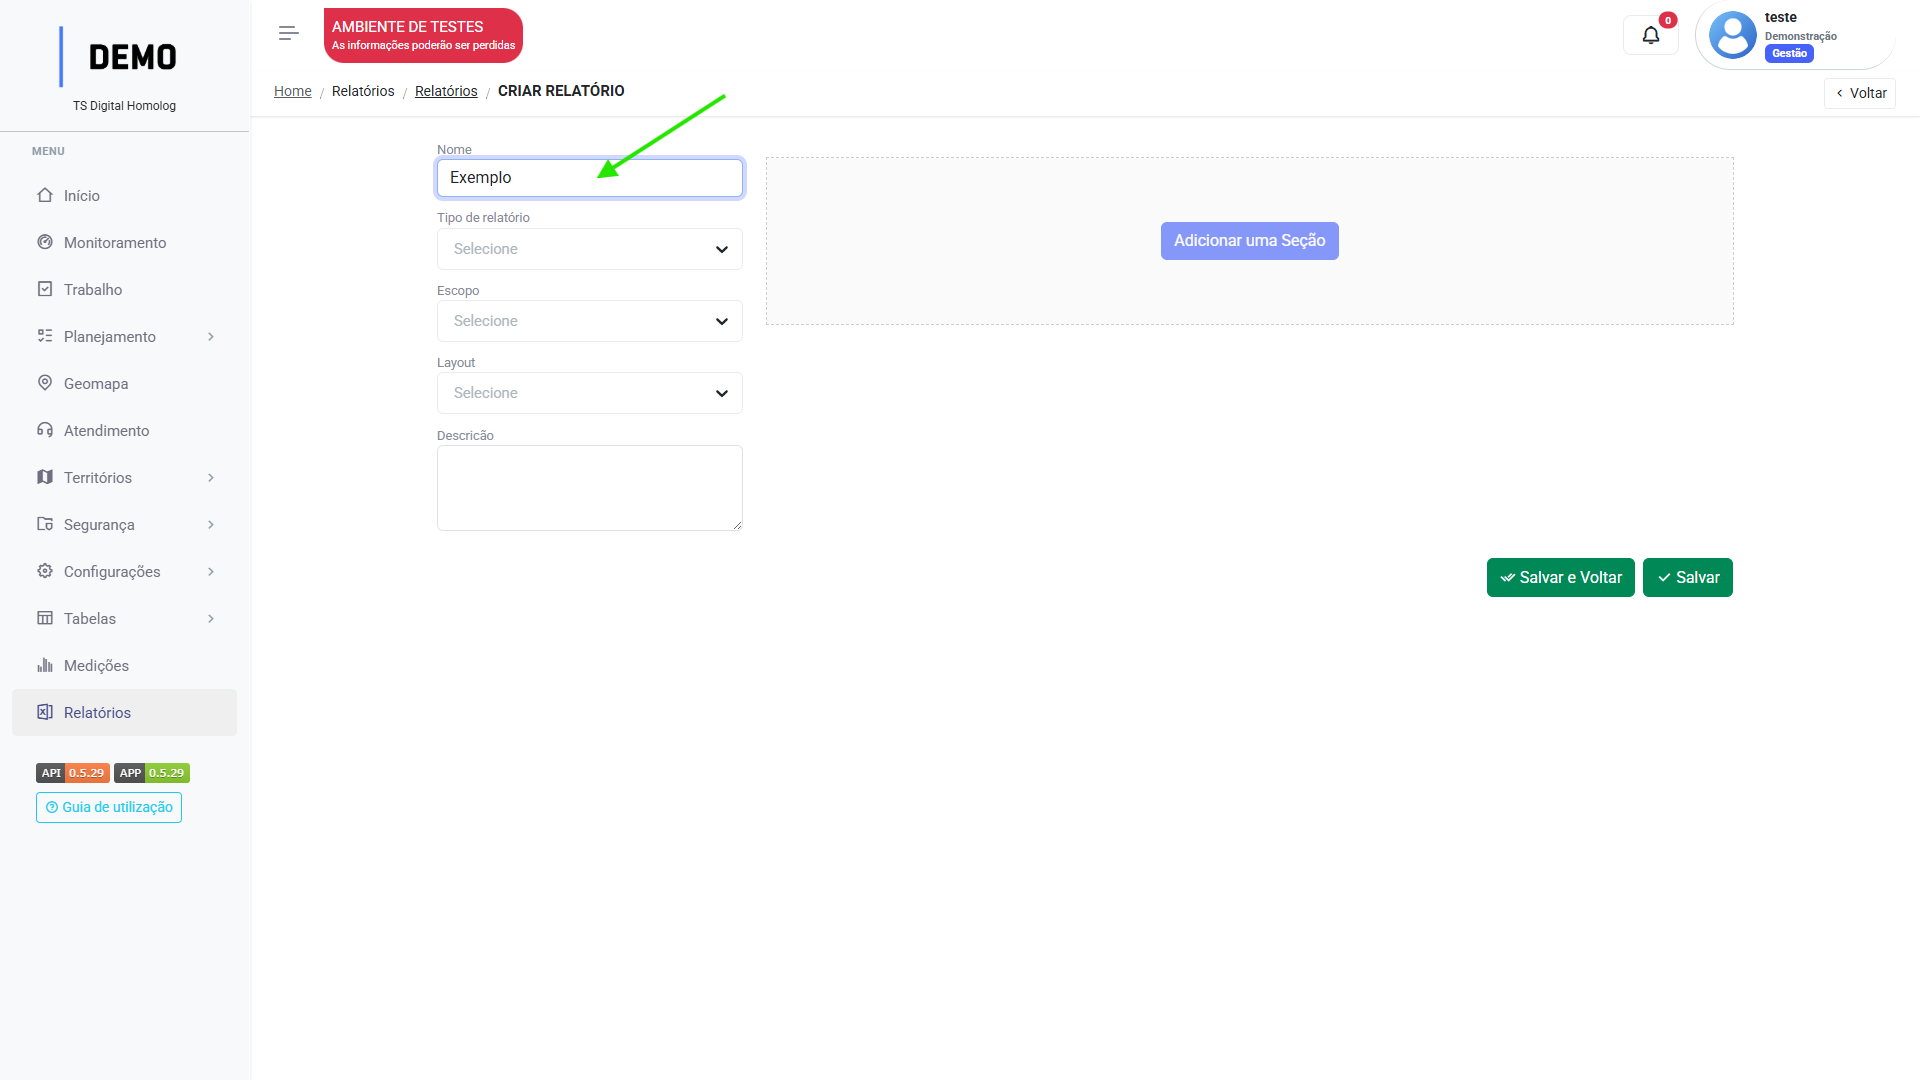 DEMO
TS Digital Homolog
MENU
Início
Monitoramento
Trabalho
Planejamento
Geomapa
Atendimento
Territórios
Segurança
Configurações
Tabelas
Medições
Relatórios
API 0.5.29 APP 0.5.29
Guia de utilização
AMBIENTE DE TESTES
As informações poderão ser perdidas
0
teste
Demonstração
Gestão
Home / Relatórios / Relatórios / CRIAR RELATÓRIO
Voltar
Nome
Exemplo
Tipo de relatório
Selecione
Escopo
Selecione
Layout
Selecione
Descricão
Adicionar uma Seção
Salvar e Voltar
Salvar